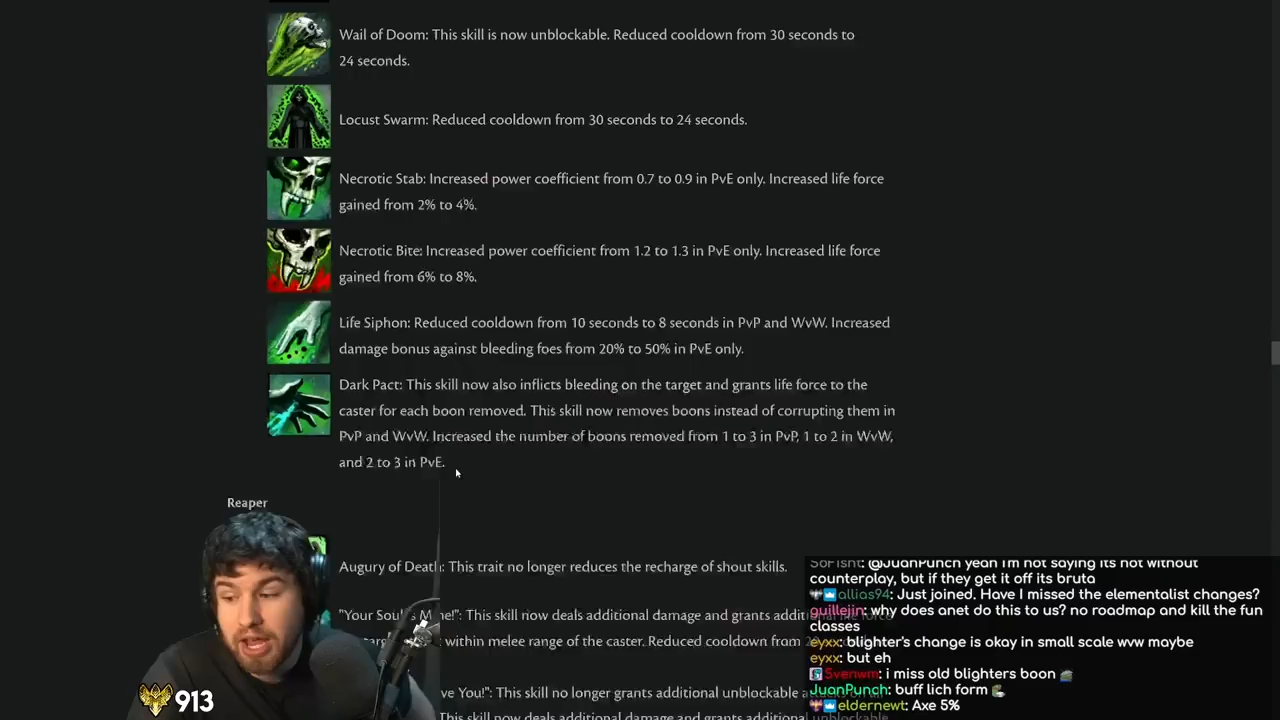 Wail of Doom: This skill is now unblockable. Reduced cooldown from 30 seconds to
24 seconds.
Locust Swarm: Reduced cooldown from 30 seconds to 24 seconds.
Necrotic Stab: Increased power coefficient from 0.7 to 0.9 in PvE only. Increased life force
gained from 2% to 4%.
Necrotic Bite: Increased power coefficient from 1.2 to 1.3 in PvE only. Increased life force
gained from 6% to 8%.
Life Siphon: Reduced cooldown from 10 seconds to 8 seconds in PvP and WvW. Increased
damage bonus against bleeding foes from 20% to 50% in PvE only.
Dark Pact: This skill now also inflicts bleeding on the target and grants life force to the
caster for each boon removed. This skill now removes boons instead of corrupting them in
PvP and WvW. Increased the number of boons removed from 1 to 3 in PvP, 1 to 2 in WvW,
and 2 to 3 in PvE.
Reaper
Augury of Death: This trait no longer reduces the recharge of shout skills.
"Your Soul Is Mine!": This skill now deals additional damage and grants additional life force
within melee range of the caster. Reduced cooldown from
ve You!": This skill no longer grants additional unblockable
This skill now deals additional damage and grants additional unblockable
SoFisht: @JuanPunch yeah I'm not saying its not without
counterplay, but if they get it off its bruta
allias94: Just joined. Have I missed the elementalist changes?
guillejin: why does anet do this to us? no roadmap and kill the fun
classes
eyxx: blighter's change is okay in small scale wvw maybe
eyxx: but eh
Svenwm: i miss old blighters boon
JuanPunch: buff lich form
eldernewt: Axe 5%
913